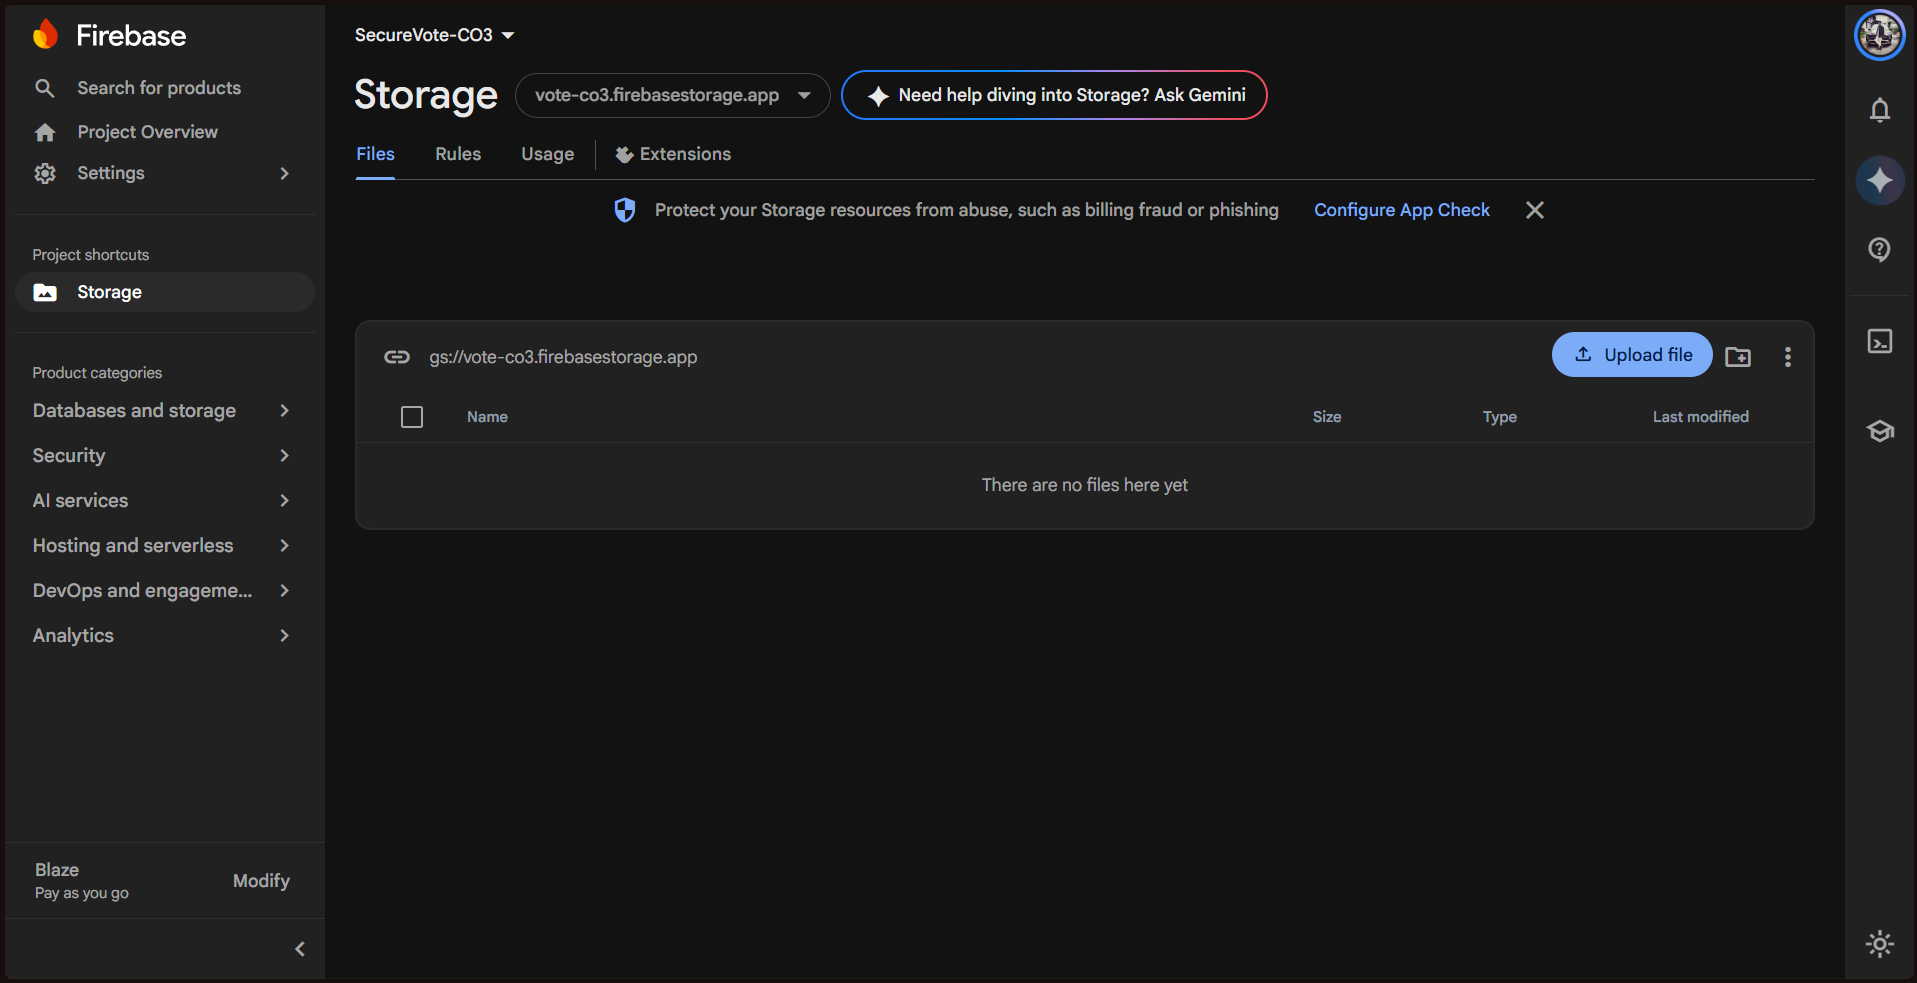 Firebase
Search for products
Project Overview
Settings
Project shortcuts
Storage
Product categories
Databases and storage
Security
AI services
Hosting and serverless
DevOps and engageme...
Analytics
Blaze
Pay as you go
Modify
SecureVote-CO3
Storage
vote-co3.firebasestorage.app
Need help diving into Storage? Ask Gemini
Files Rules Usage Extensions
Protect your Storage resources from abuse, such as billing fraud or phishing Configure App Check
gs://vote-co3.firebasestorage.app
Upload file
Name Size Type Last modified
There are no files here yet